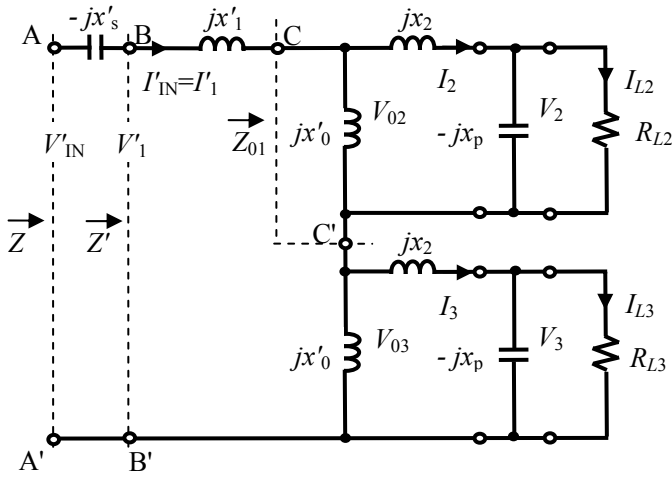 A
- jx's
B
jx'1
C
jx2
I'IN=I'1
I2
IL2
Z01
jx'0
V02
- jxp
V2
RL2
V'IN
V'1
Z
Z'
C'
jx2
I3
IL3
jx'0
V03
- jxp
V3
RL3
A'
B'